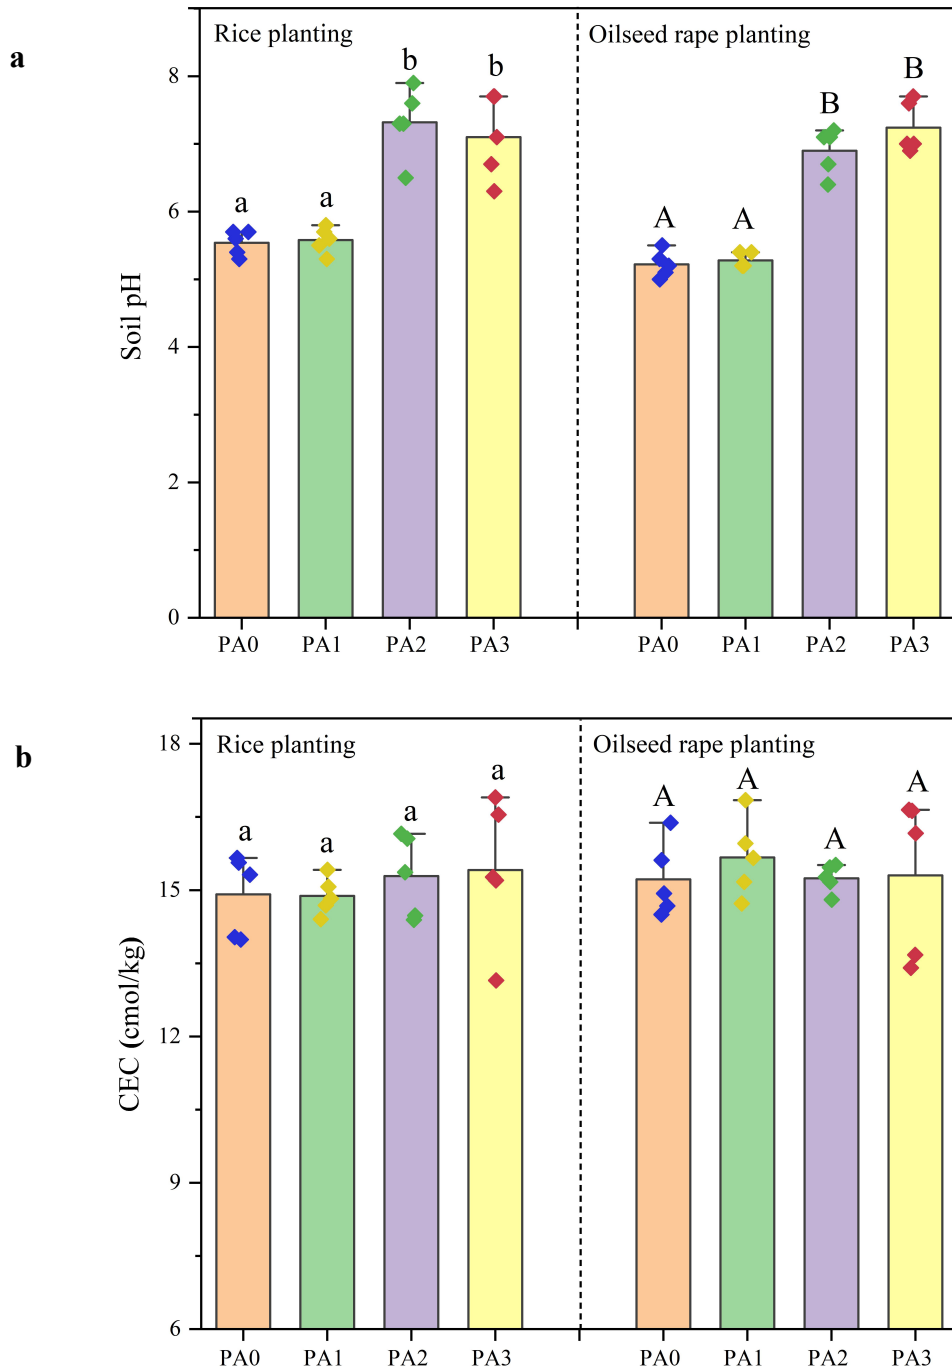 a
Rice planting
Oilseed rape planting
8
6
4
2
0
Soil pH
a
a
b
b
A
A
B
B
PA0
PA1
PA2
PA3
PA0
PA1
PA2
PA3
b
Rice planting
Oilseed rape planting
18
15
12
9
6
CEC (cmol/kg)
a
a
a
a
A
A
A
A
PA0
PA1
PA2
PA3
PA0
PA1
PA2
PA3